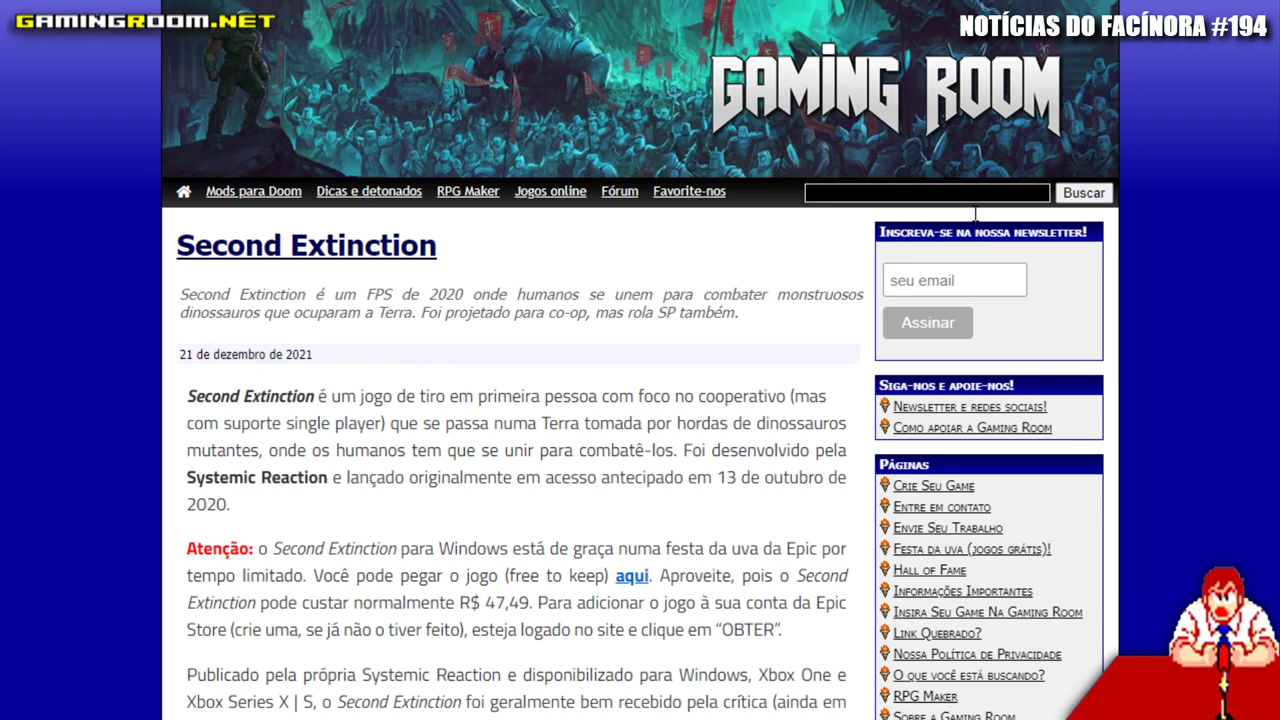 GAMINGROOM.NET
NOTÍCIAS DO FACÍNORA #194
GAMING ROOM
Mods para Doom Dicas e detonados RPG Maker Jogos online Fórum Favorite-nos Buscar
Second Extinction
Second Extinction é um FPS de 2020 onde humanos se unem para combater monstruosos
dinossauros que ocuparam a Terra. Foi projetado para co-op, mas rola SP também.
21 de dezembro de 2021
Second Extinction é um jogo de tiro em primeira pessoa com foco no cooperativo (mas
com suporte single player) que se passa numa Terra tomada por hordas de dinossauros
mutantes, onde os humanos tem que se unir para combatê-los. Foi desenvolvido pela
Systemic Reaction e lançado originalmente em acesso antecipado em 13 de outubro de
2020.
Atenção: o Second Extinction para Windows está de graça numa festa da uva da Epic por
tempo limitado. Você pode pegar o jogo (free to keep) aqui. Aproveite, pois o Second
Extinction pode custar normalmente R$ 47,49. Para adicionar o jogo à sua conta da Epic
Store (crie uma, se já não o tiver feito), esteja logado no site e clique em “OBTER”.
Publicado pela própria Systemic Reaction e disponibilizado para Windows, Xbox One e
Xbox Series X | S, o Second Extinction foi geralmente bem recebido pela crítica (ainda em
Inscreva-se na nossa newsletter!
seu email
Assinar
Siga-nos e apoie-nos!
Newsletter e redes sociais!
Como apoiar a Gaming Room
Páginas
Crie Seu Game
Entre em contato
Envie Seu Trabalho
Festa da uva (jogos grátis)!
Hall of Fame
Informações Importantes
Insira Seu Game Na Gaming Room
Link Quebrado?
Nossa Política de Privacidade
O que você está buscando?
RPG Maker
Sobre a Gaming Room